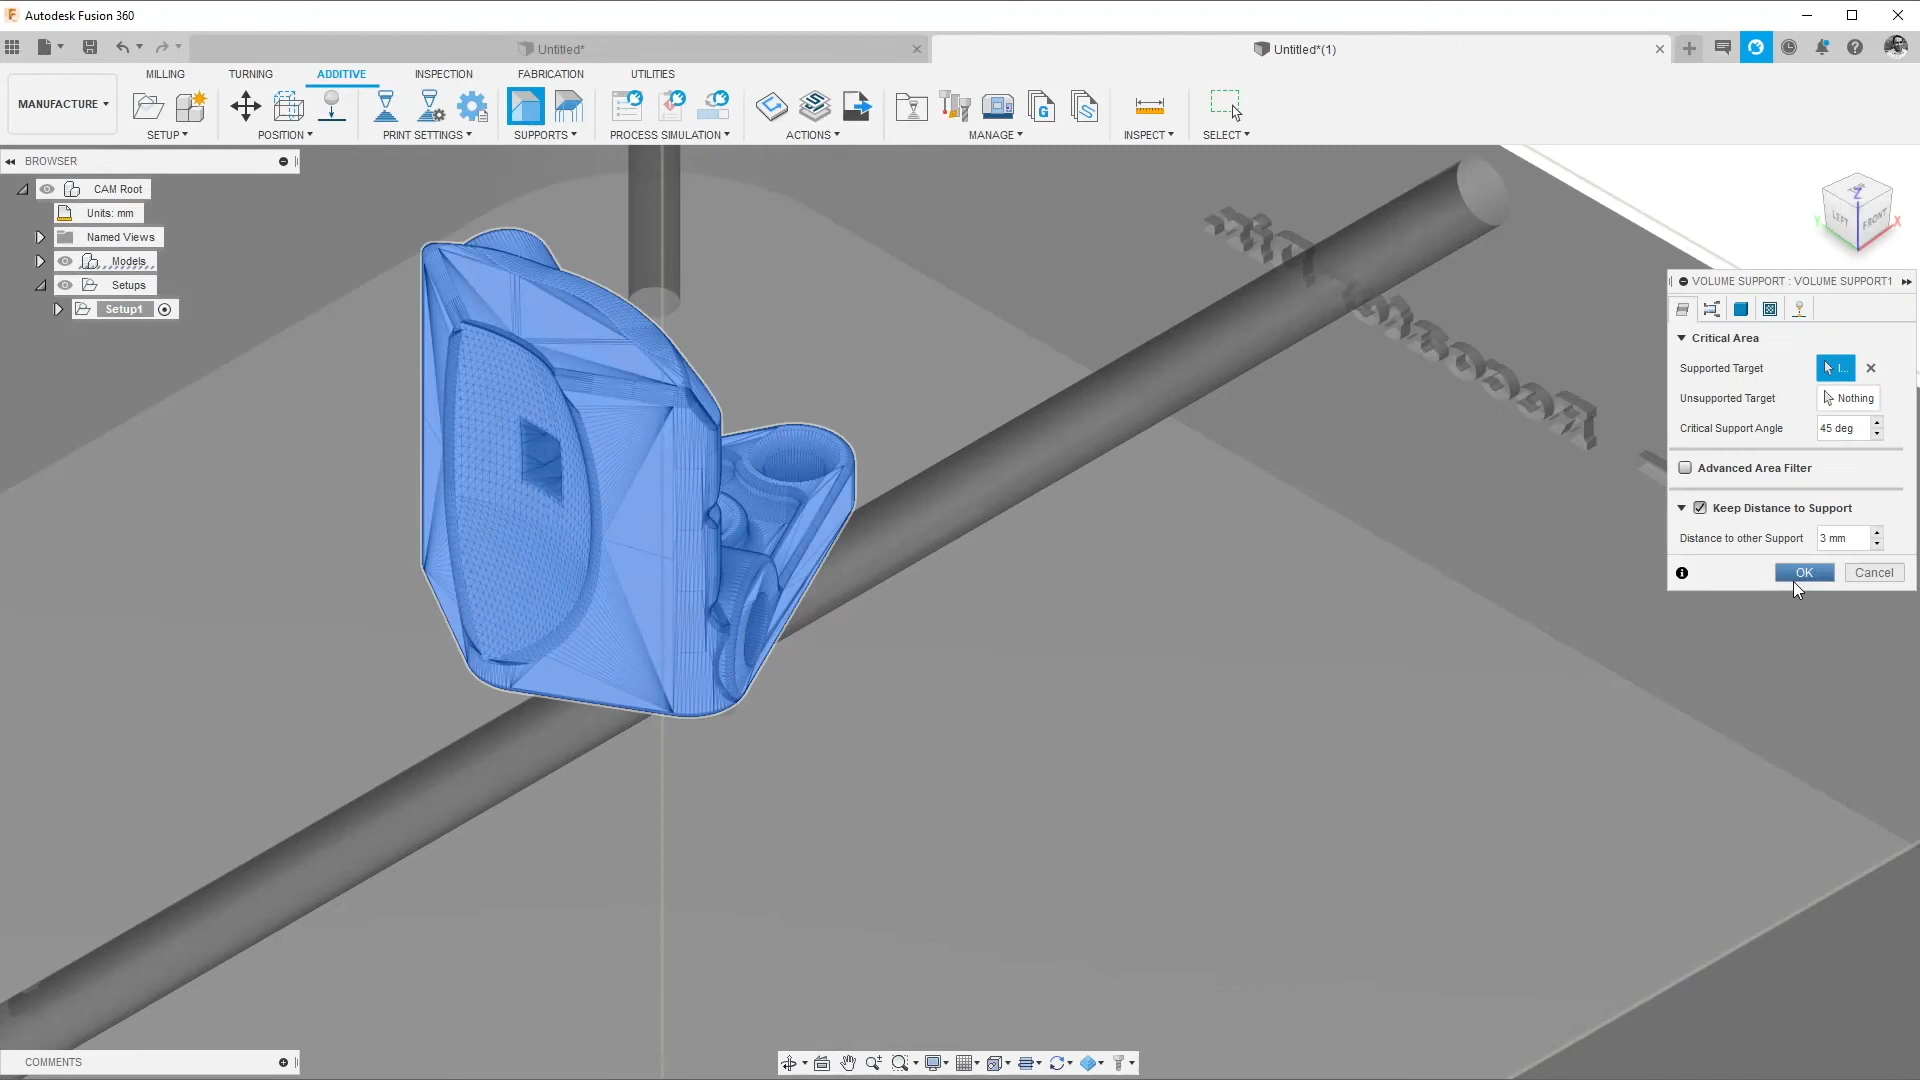 Autodesk Fusion 360
Untitled*
Untitled*(1)
MILLING TURNING ADDITIVE INSPECTION FABRICATION UTILITIES
MANUFACTURE
SETUP POSITION PRINT SETTINGS SUPPORTS PROCESS SIMULATION ACTIONS MANAGE INSPECT SELECT
BROWSER
CAM Root
Units: mm
Named Views
Models
Setups
Setup1
LEFT FRONT
Z
Y
X
VOLUME SUPPORT : VOLUME SUPPORT1
Critical Area
Supported Target I...
Unsupported Target Nothing
Critical Support Angle 45 deg
Advanced Area Filter
Keep Distance to Support
Distance to other Support 3 mm
OK Cancel
COMMENTS